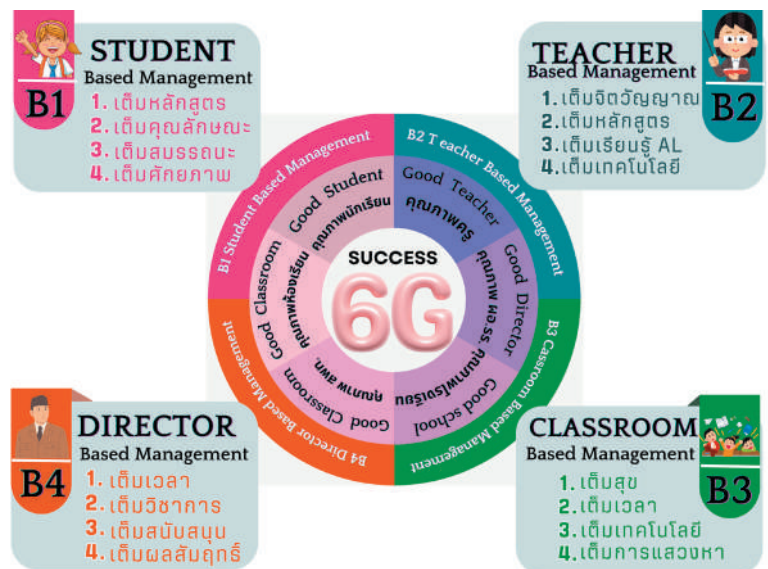 STUDENT
Based Management
B1
1. เต็มหลักสูตร
2. เต็มคุณลักษณะ
3. เต็มสมรรถนะ
4. เต็มศักยภาพ
TEACHER
Based Management
B2
1. เต็มจิตวิญญาณ
2. เต็มหลักสูตร
3. เต็มเรียนรู้ AL
4. เต็มเทคโนโลยี
B1 Student Based Management
B2 T eacher Based Management
B3 Cassroom Based Management
B4 Director Based Management
Good Student
คุณภาพนักเรียน
Good Teacher
คุณภาพครู
Good Director
คุณภาพ ผอ.รร.
Good school
คุณภาพโรงเรียน
Good Classroom
คุณภาพ สพท.
Good Classroom
คุณภาพห้องเรียน
SUCCESS
6G
DIRECTOR
Based Management
B4
1. เต็มเวลา
2. เต็มวิชาการ
3. เต็มสนับสนุน
4. เต็มผลสัมฤทธิ์
CLASSROOM
Based Management
B3
1. เต็มสุข
2. เต็มเวลา
3. เต็มเทคโนโลยี
4. เต็มการแสวงหา